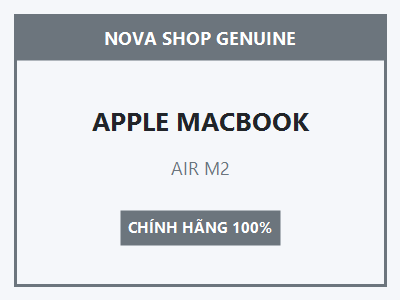 NOVA SHOP GENUINE
APPLE MACBOOK
AIR M2
CHÍNH HÃNG 100%